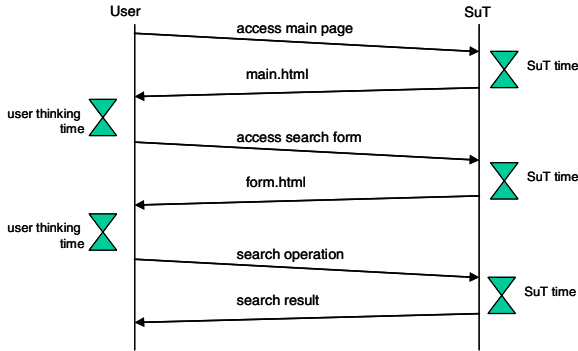 User
SuT
access main page
SuT time
main.html
user thinking
time
access search form
SuT time
form.html
user thinking
time
search operation
SuT time
search result